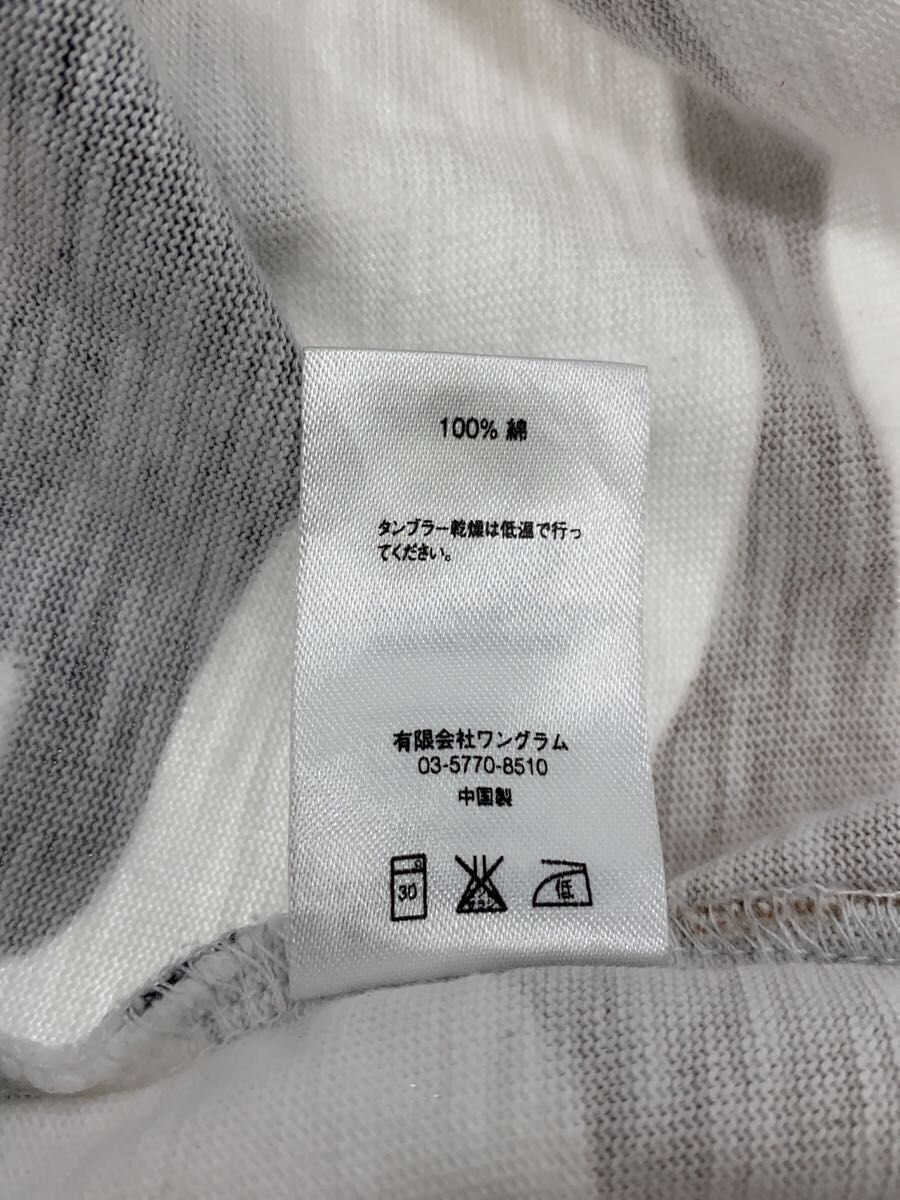 100% 綿
タンブラー乾燥は低温で行っ
てください。
有限会社ワングラム
03-5770-8510
中国製
30
低